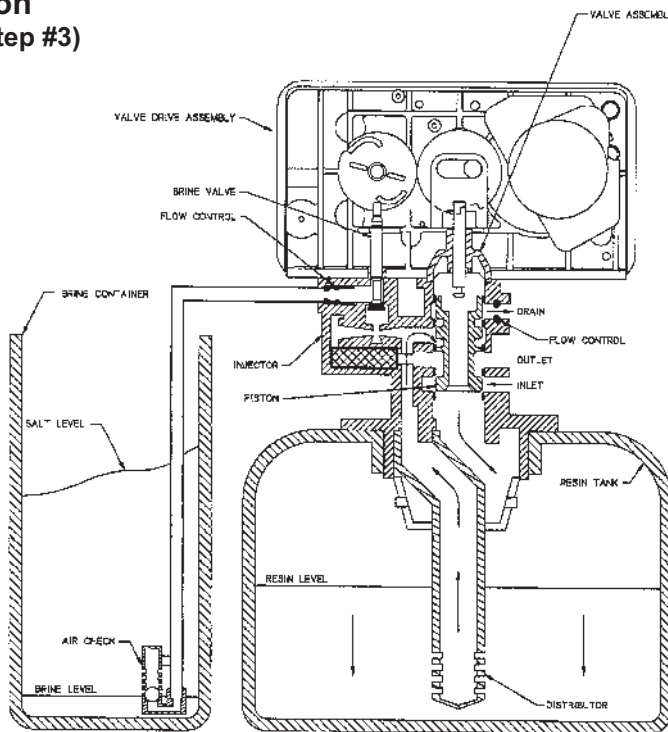 on
tep #3)
VALVE ASSEMBL
VALVE DRIVE ASSEMBLY
BRINE VALVE
FLOW CONTROL
BRINE CONTAINER
DRAIN
FLOW CONTROL
INJECTOR
OUTLET
INLET
PISTON
SALT LEVEL
RESIN TANK
RESIN LEVEL
AIR CHECK
BRINE LEVEL
DISTRIBUTOR